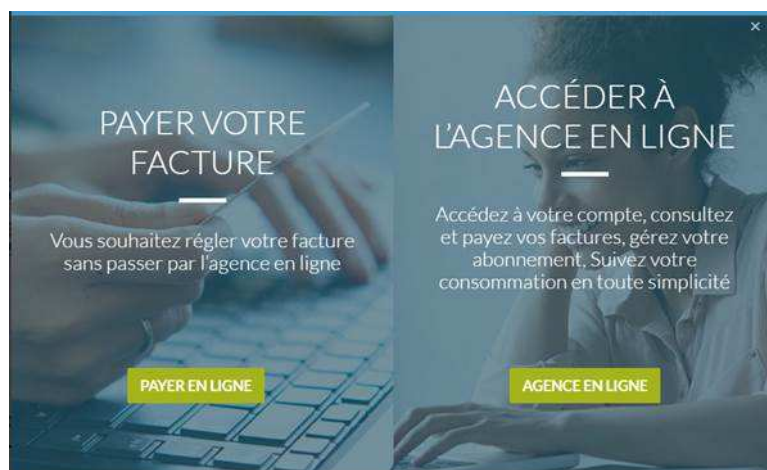 PAYER VOTRE
FACTURE
Vous souhaitez régler votre facture
sans passer par l'agence en ligne
PAYER EN LIGNE
×
ACCÉDER À
L'AGENCE EN LIGNE
Accédez à votre compte, consultez
et payez vos factures, gérez votre
abonnement, Suivez votre
consommation en toute simplicité
AGENCE EN LIGNE